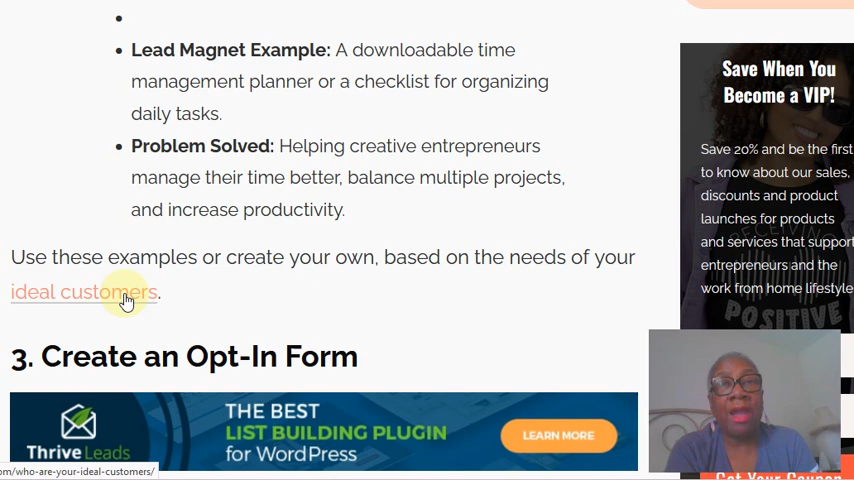 Lead Magnet Example: A downloadable time
management planner or a checklist for organizing
daily tasks.
Problem Solved: Helping creative entrepreneurs
manage their time better, balance multiple projects,
and increase productivity.
Use these examples or create your own, based on the needs of your
ideal customers.
3. Create an Opt-In Form
ThriveLeads
THE BEST
LIST BUILDING PLUGIN
for WordPress
LEARN MORE
om/who-are-your-ideal-customers/
Save When You
Become a VIP!
Save 20% and be the first
to know about our sales,
discounts and product
launches for products
and services that support
entrepreneurs and the
work from home lifestyle
RECEIVING
POSITIVE
Get Your Coupon